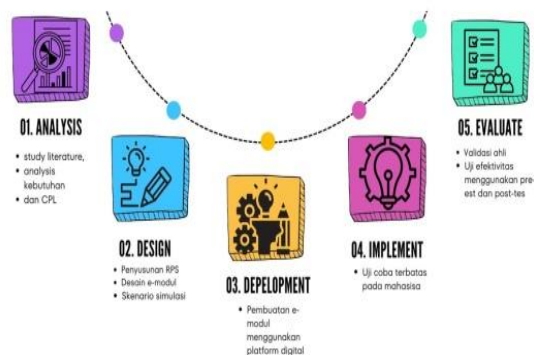 01. ANALYSIS
• study literature,
• analysis
kebutuhan
• dan CPL
02. DESIGN
• Penyusunan RPS
• Desain e-modul
• Skenario simulasi
03. DEPELOPMENT
• Pembuatan e-
modul
menggunakan
platform digital
04. IMPLEMENT
• Uji coba terbatas
pada mahasisa
05. EVALUATE
• Validasi ahli
• Uji efektivitas
menggunakan pre-
est dan post-tes